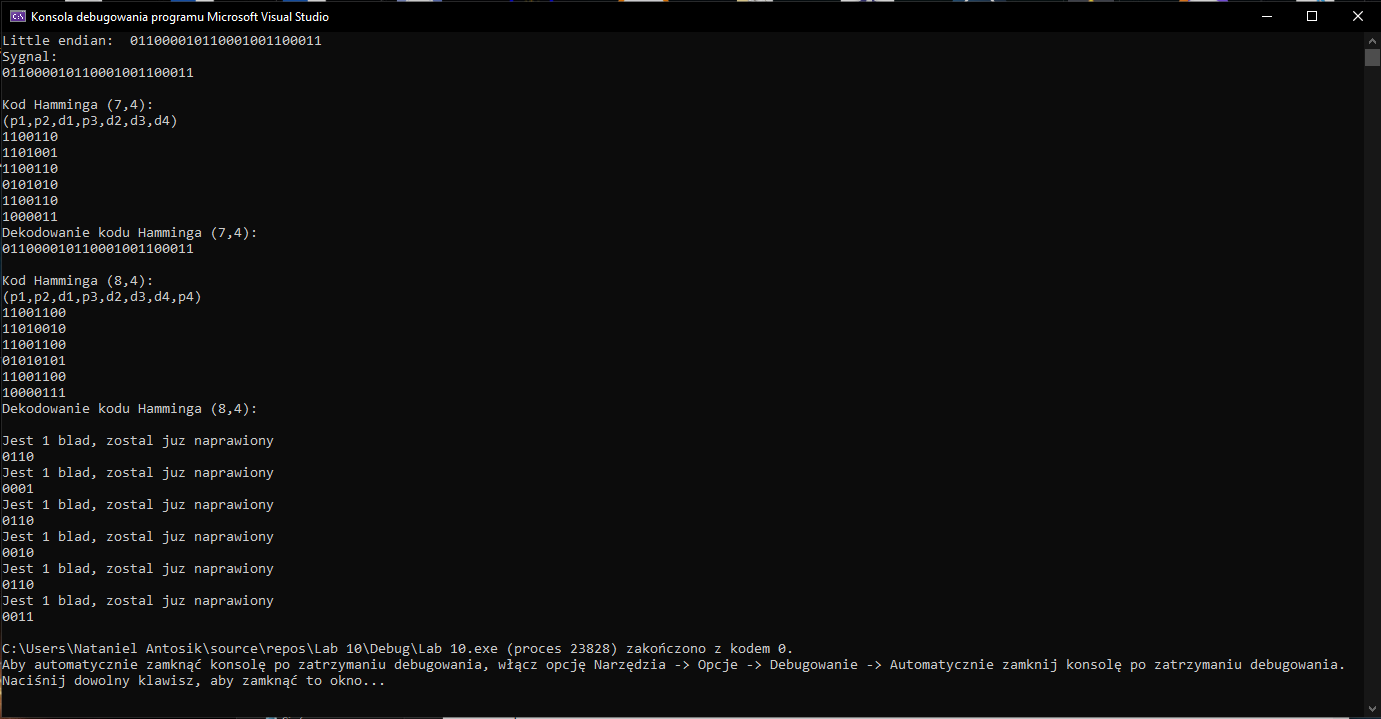 Konsola debugowania programu Microsoft Visual Studio
Little endian:  011000010110001001100011
Sygnal:
011000010110001001100011
Kod Hamminga (7,4):
(p1,p2,d1,p3,d2,d3,d4)
1100110
1101001
1100110
0101010
1100110
1000011
Dekodowanie kodu Hamminga (7,4):
011000010110001001100011
Kod Hamminga (8,4):
(p1,p2,d1,p3,d2,d3,d4,p4)
11001100
11010010
11001100
01010101
11001100
10000111
Dekodowanie kodu Hamminga (8,4):
Jest 1 blad, zostal juz naprawiony
0110
Jest 1 blad, zostal juz naprawiony
0001
Jest 1 blad, zostal juz naprawiony
0110
Jest 1 blad, zostal juz naprawiony
0010
Jest 1 blad, zostal juz naprawiony
0110
Jest 1 blad, zostal juz naprawiony
0011
C:\Users\Nataniel Antosik\source\repos\Lab 10\Debug\Lab 10.exe (proces 23828) zakończono z kodem 0.
Aby automatycznie zamknąć konsolę po zatrzymaniu debugowania, włącz opcję Narzędzia -> Opcje -> Debugowanie -> Automatycznie zamknij konsolę po zatrzymaniu debugowania.
Naciśnij dowolny klawisz, aby zamknąć to okno...